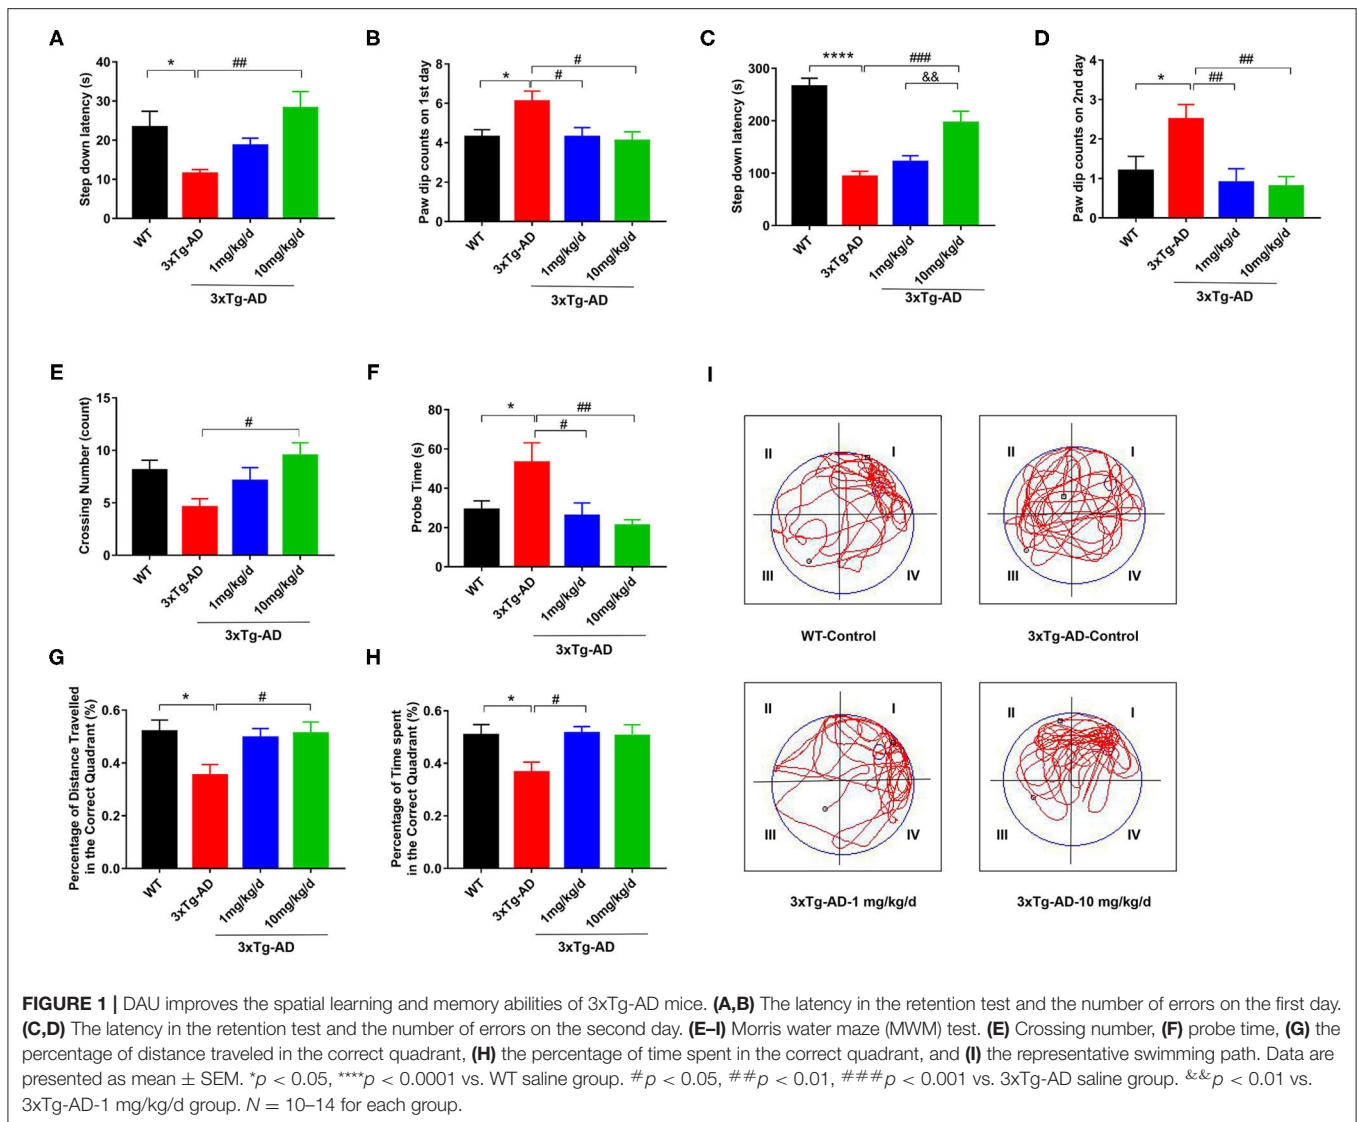 A
Step down latency (s)
40
30
20
10
0
* ##
WT
3xTg-AD
1mg/kg/d
10mg/kg/d
3xTg-AD
B
Paw dip counts on 1st day
8
6
4
2
0
* # #
WT
3xTg-AD
1mg/kg/d
10mg/kg/d
3xTg-AD
C
Step down latency (s)
300
200
100
0
**** ###
&&
WT
3xTg-AD
1mg/kg/d
10mg/kg/d
3xTg-AD
D
Paw dip counts on 2nd day
4
3
2
1
0
* ## ##
WT
3xTg-AD
1mg/kg/d
10mg/kg/d
3xTg-AD
E
Crossing Number (count)
15
10
5
0
#
WT
3xTg-AD
1mg/kg/d
10mg/kg/d
3xTg-AD
F
Probe Time (s)
80
60
40
20
0
* ##
#
WT
3xTg-AD
1mg/kg/d
10mg/kg/d
3xTg-AD
G
Percentage of Distance Travelled
in the Correct Quadrant (%)
0.6
0.4
0.2
0.0
* #
WT
3xTg-AD
1mg/kg/d
10mg/kg/d
3xTg-AD
H
Percentage of Time spent
in the Correct Quadrant (%)
0.6
0.4
0.2
0.0
* #
WT
3xTg-AD
1mg/kg/d
10mg/kg/d
3xTg-AD
I
II I
III IV
WT-Control
II I
III IV
3xTg-AD-Control
II I
III IV
3xTg-AD-1 mg/kg/d
II I
III IV
3xTg-AD-10 mg/kg/d
FIGURE 1 | DAU improves the spatial learning and memory abilities of 3xTg-AD mice. (A,B) The latency in the retention test and the number of errors on the first day.
(C,D) The latency in the retention test and the number of errors on the second day. (E–I) Morris water maze (MWM) test. (E) Crossing number, (F) probe time, (G) the
percentage of distance traveled in the correct quadrant, (H) the percentage of time spent in the correct quadrant, and (I) the representative swimming path. Data are
presented as mean ± SEM. *p < 0.05, ****p < 0.0001 vs. WT saline group. #p < 0.05, ##p < 0.01, ###p < 0.001 vs. 3xTg-AD saline group. &&p < 0.01 vs.
3xTg-AD-1 mg/kg/d group. N = 10–14 for each group.